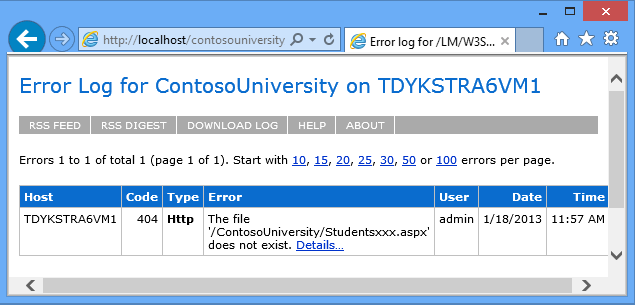 http://localhost/contosouniversity
Error log for /LM/W3S...
Error Log for ContosoUniversity on TDYKSTRA6VM1
RSS FEED RSS DIGEST DOWNLOAD LOG HELP ABOUT
Errors 1 to 1 of total 1 (page 1 of 1). Start with 10, 15, 20, 25, 30, 50 or 100 errors per page.
Host Code Type Error User Date Time
TDYKSTRA6VM1 404 Http The file admin 1/18/2013 11:57 AM
'/ContosoUniversity/Studentsxxx.aspx'
does not exist. Details...